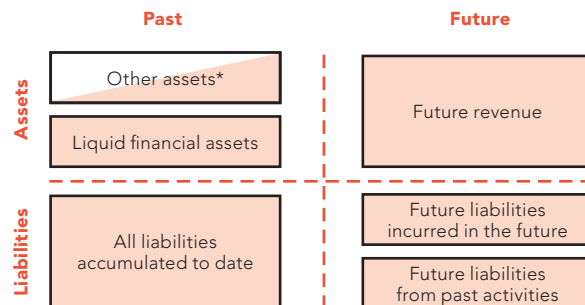 Past
Future
Assets
Other assets*
Liquid financial assets
Future revenue
Liabilities
All liabilities
accumulated to date
Future liabilities
incurred in the future
Future liabilities
from past activities